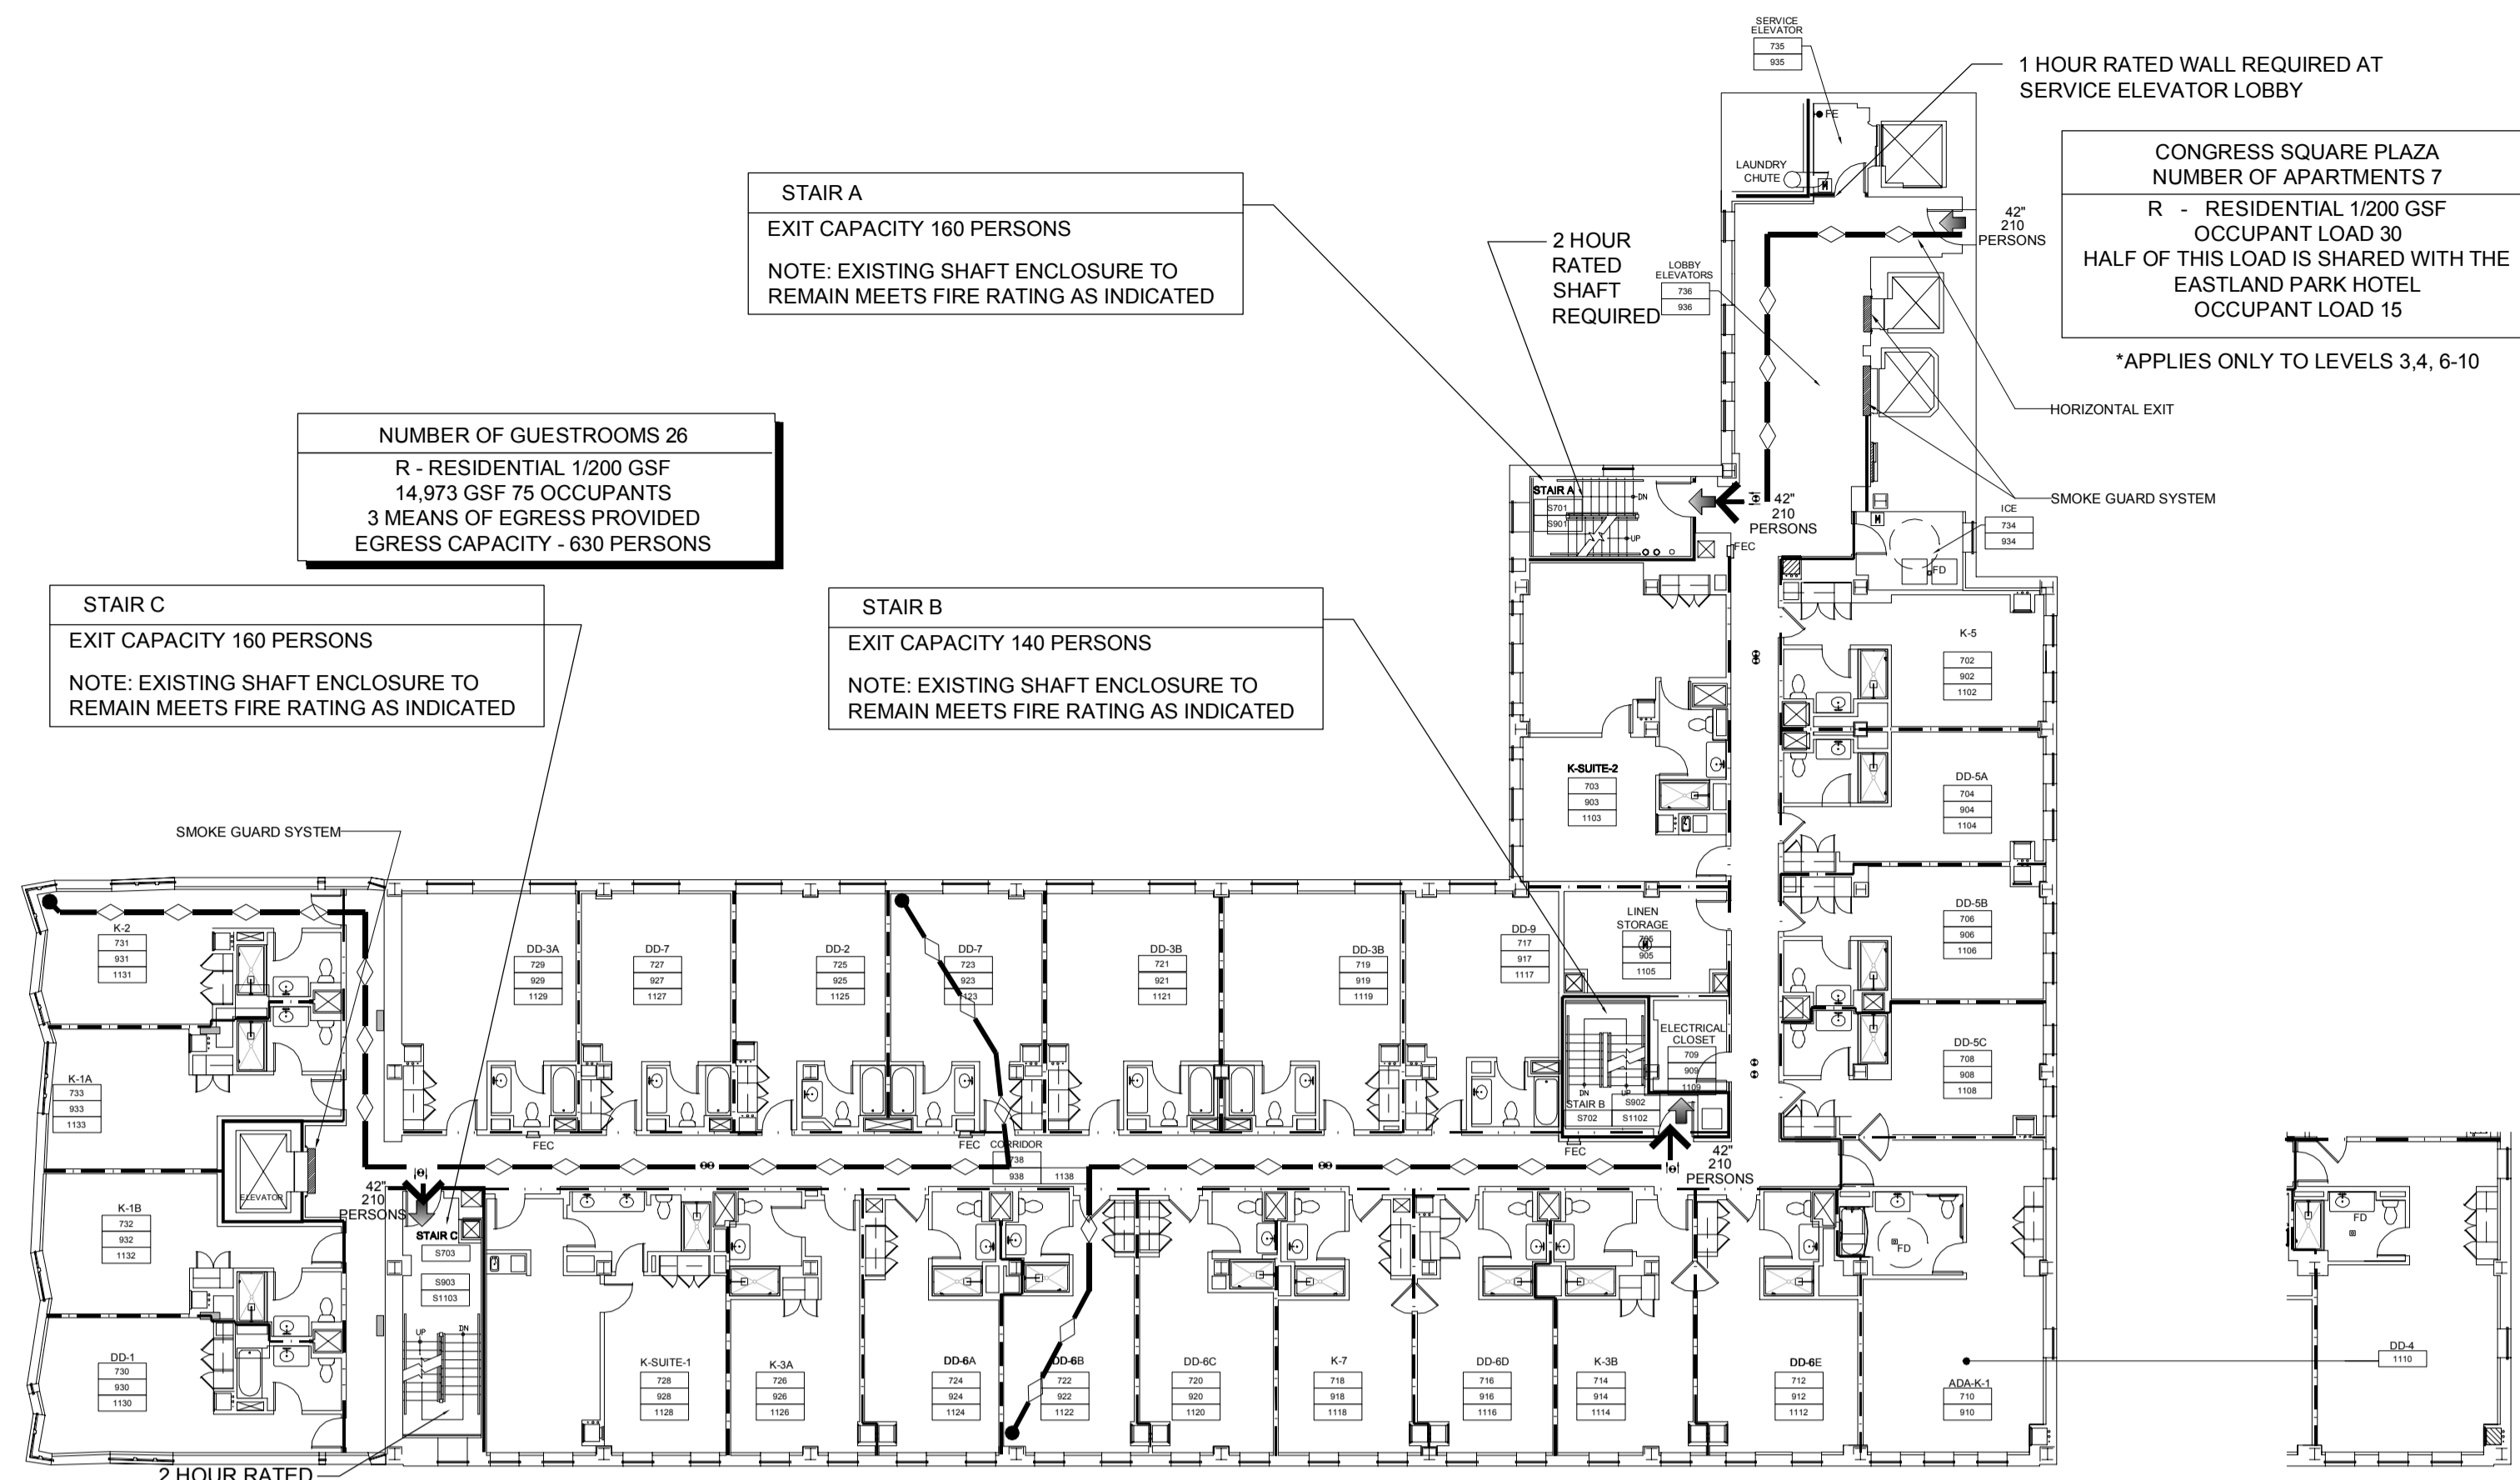 SERVICE
ELEVATOR
735
935
1 HOUR RATED WALL REQUIRED AT
SERVICE ELEVATOR LOBBY
FE
LAUNDRY
CHUTE
M
CONGRESS SQUARE PLAZA
NUMBER OF APARTMENTS 7
R - RESIDENTIAL 1/200 GSF
OCCUPANT LOAD 30
HALF OF THIS LOAD IS SHARED WITH THE
EASTLAND PARK HOTEL
OCCUPANT LOAD 15
*APPLIES ONLY TO LEVELS 3,4, 6-10
42"
210
PERSONS
STAIR A
EXIT CAPACITY 160 PERSONS
NOTE: EXISTING SHAFT ENCLOSURE TO
REMAIN MEETS FIRE RATING AS INDICATED
2 HOUR
RATED
SHAFT
REQUIRED
LOBBY
ELEVATORS
736
936
HORIZONTAL EXIT
SMOKE GUARD SYSTEM
NUMBER OF GUESTROOMS 26
R - RESIDENTIAL 1/200 GSF
14,973 GSF 75 OCCUPANTS
3 MEANS OF EGRESS PROVIDED
EGRESS CAPACITY - 630 PERSONS
STAIR A
S701
S901
DN
UP
42"
210
PERSONS
FEC
M
ICE
734
934
FD
STAIR C
EXIT CAPACITY 160 PERSONS
NOTE: EXISTING SHAFT ENCLOSURE TO
REMAIN MEETS FIRE RATING AS INDICATED
STAIR B
EXIT CAPACITY 140 PERSONS
NOTE: EXISTING SHAFT ENCLOSURE TO
REMAIN MEETS FIRE RATING AS INDICATED
K-5
702
902
1102
K-SUITE-2
703
903
1103
DD-5A
704
904
1104
SMOKE GUARD SYSTEM
K-2
731
931
1131
DD-3A
729
929
1129
DD-7
727
927
1127
DD-2
725
925
1125
DD-7
723
923
1123
DD-3B
721
921
1121
DD-3B
719
919
1119
DD-9
717
917
1117
LINEN
STORAGE
705
905
1105
DD-5B
706
906
1106
K-1A
733
933
1133
ELECTRICAL
CLOSET
709
909
1109
DN
UP
STAIR B
S902
S702
S1102
DD-5C
708
908
1108
FEC
FEC
CORRIDOR
738
938
1138
FEC
42"
210
PERSONS
ELEVATOR
42"
210
PERSONS
K-1B
732
932
1132
STAIR C
S703
S903
S1103
UP
DN
FD
FD
DD-1
730
930
1130
K-SUITE-1
728
928
1128
K-3A
726
926
1126
DD-6A
724
924
1124
DD-6B
722
922
1122
DD-6C
720
920
1120
K-7
718
918
1118
DD-6D
716
916
1116
K-3B
714
914
1114
DD-6E
712
912
1112
ADA-K-1
710
910
DD-4
1110
2 HOUR RATED